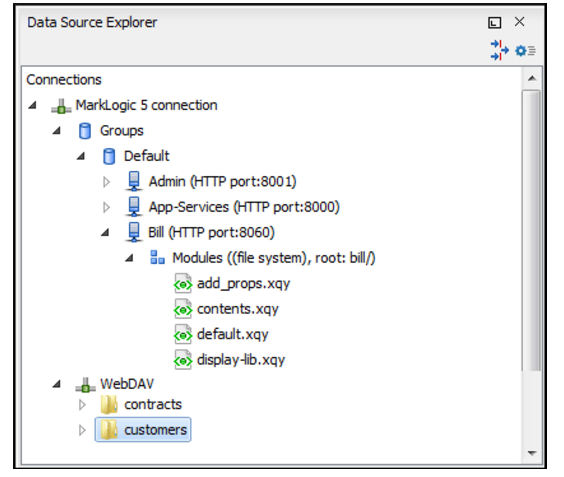 Data Source Explorer
Connections
MarkLogic 5 connection
Groups
Default
Admin (HTTP port:8001)
App-Services (HTTP port:8000)
Bill (HTTP port:8060)
Modules ((file system), root: bill/)
add_props.xqy
contents.xqy
default.xqy
display-lib.xqy
WebDAV
contracts
customers